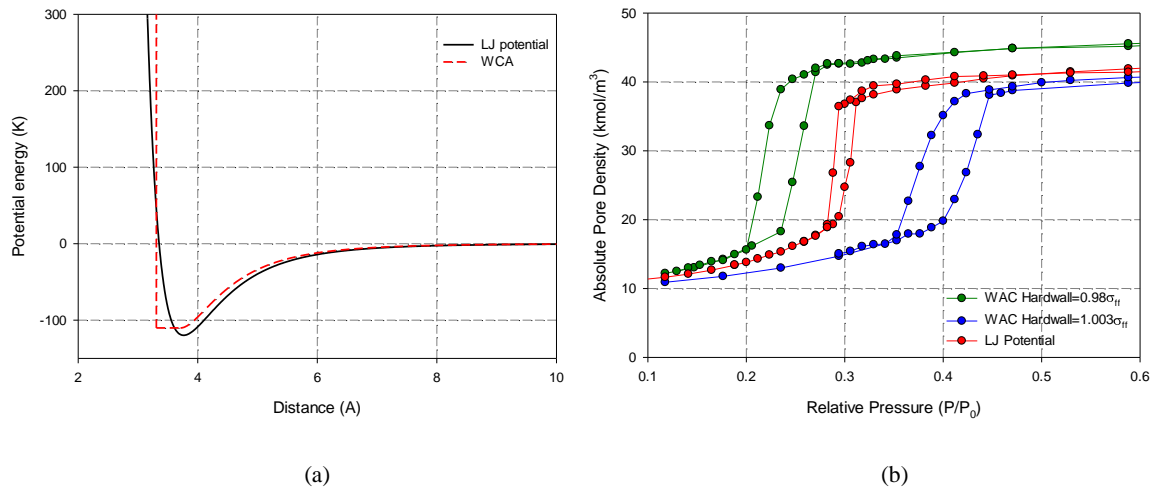 300
200
100
0
-100
2
4
6
8
10
Potential energy (K)
Distance (A)
LJ potential
WCA
(a)
50
40
30
20
10
0
0.1
0.2
0.3
0.4
0.5
0.6
Absolute Pore Density (kmol/m³)
Relative Pressure (P/P₀)
WAC Hardwall=0.98σff
WAC Hardwall=1.003σff
LJ Potential
(b)